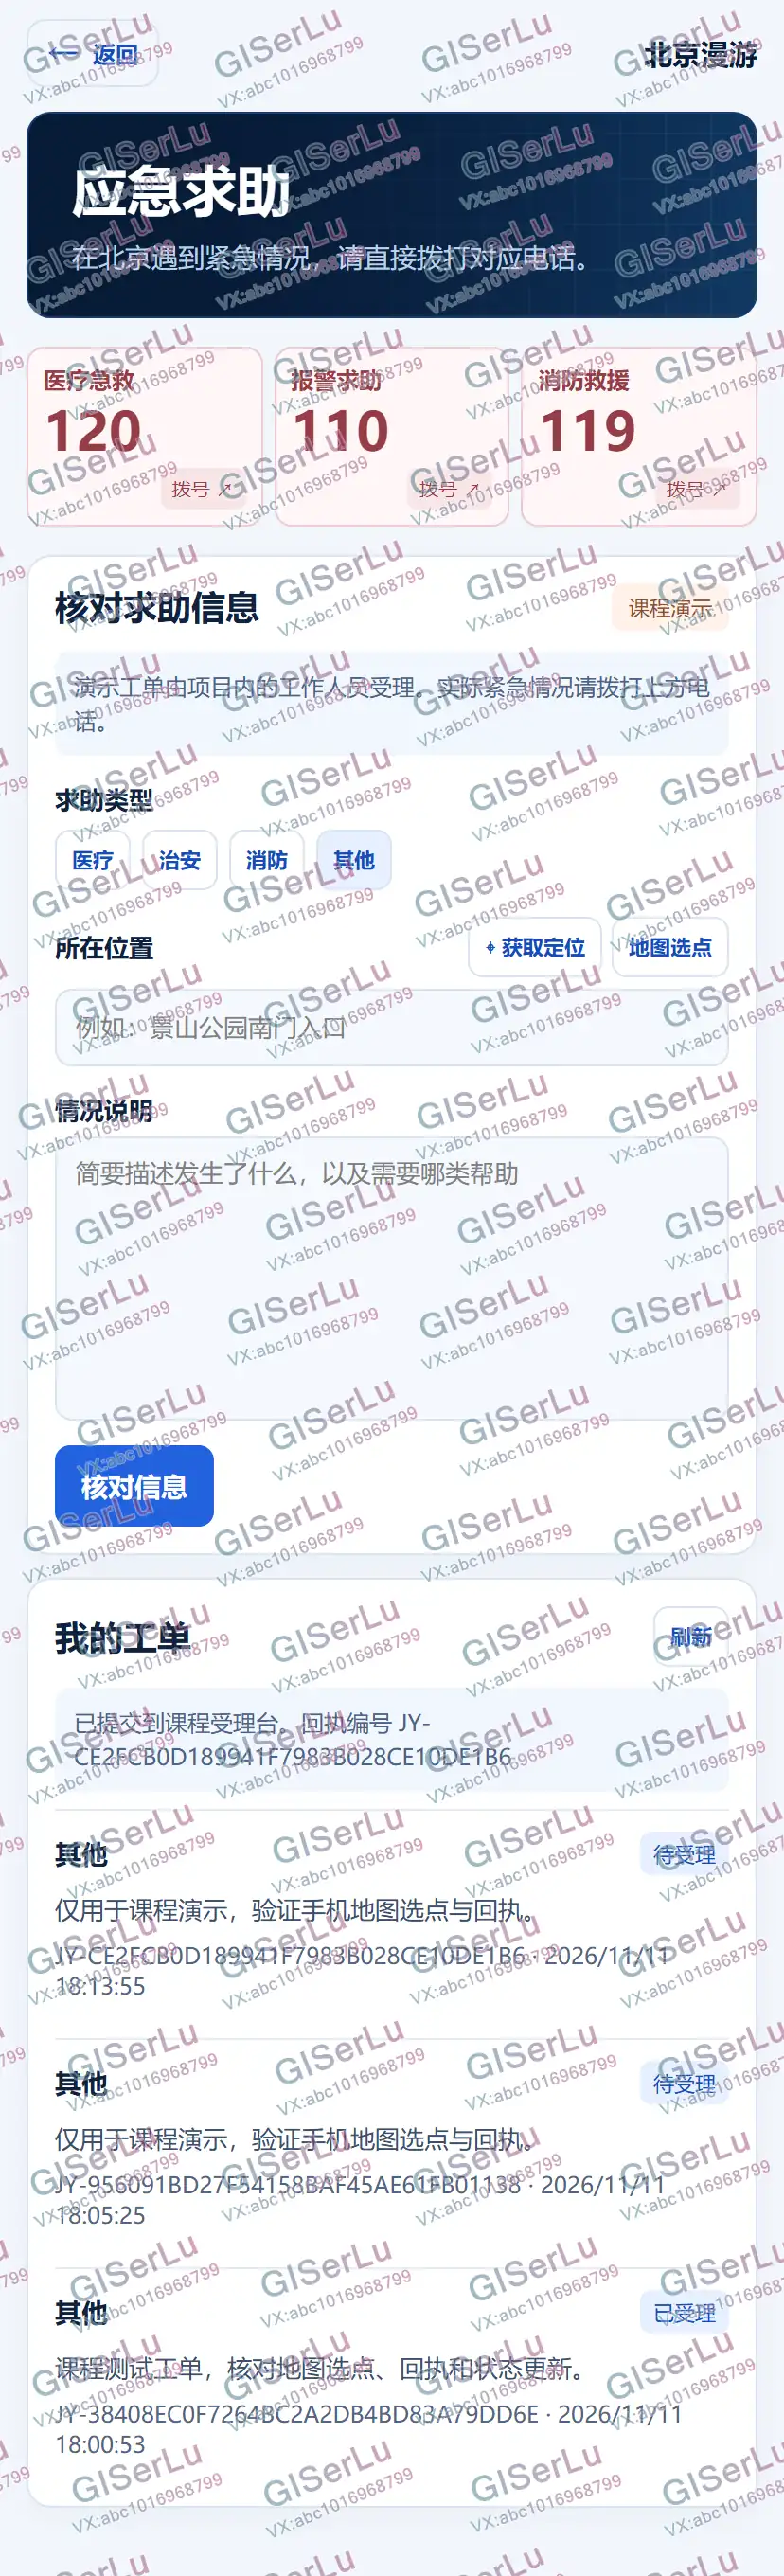 ← 返回
北京漫游
应急求助
在北京遇到紧急情况，请直接拨打对应电话。
医疗急救
120
拨号 ↗
报警求助
110
拨号 ↗
消防救援
119
拨号 ↗
核对求助信息
课程演示
演示工单由项目内的工作人员受理。实际紧急情况请拨打上方电
话。
求助类型
医疗 治安 消防 其他
所在位置
⌖ 获取定位
地图选点
例如：景山公园南门入口
情况说明
简要描述发生了什么，以及需要哪类帮助
核对信息
我的工单
刷新
已提交到课程受理台。回执编号 JY-
CE2FCB0D189941F7983B028CE10DE1B6
其他
待受理
仅用于课程演示，验证手机地图选点与回执。
JY-CE2FCB0D189941F7983B028CE10DE1B6 · 2026/11/11
18:13:55
其他
待受理
仅用于课程演示，验证手机地图选点与回执。
JY-956091BD27F54158BAF45AE61FB01138 · 2026/11/11
18:05:25
其他
已受理
课程测试工单，核对地图选点、回执和状态更新。
JY-38408EC0F7264BC2A2DB4BD83A79DD6E · 2026/11/11
18:00:53
GISerLu
VX:abc1016968799